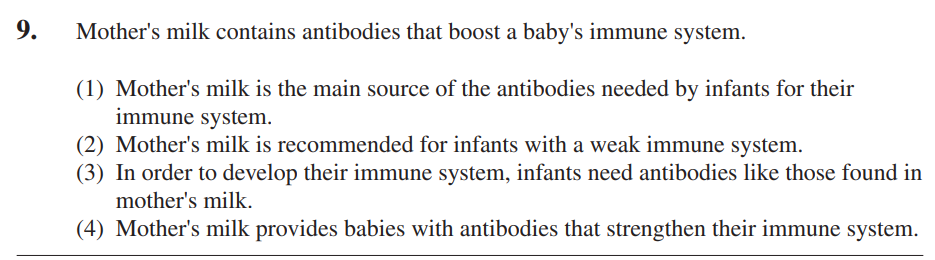 9. Mother's milk contains antibodies that boost a baby's immune system.
(1) Mother's milk is the main source of the antibodies needed by infants for their
immune system.
(2) Mother's milk is recommended for infants with a weak immune system.
(3) In order to develop their immune system, infants need antibodies like those found in
mother's milk.
(4) Mother's milk provides babies with antibodies that strengthen their immune system.